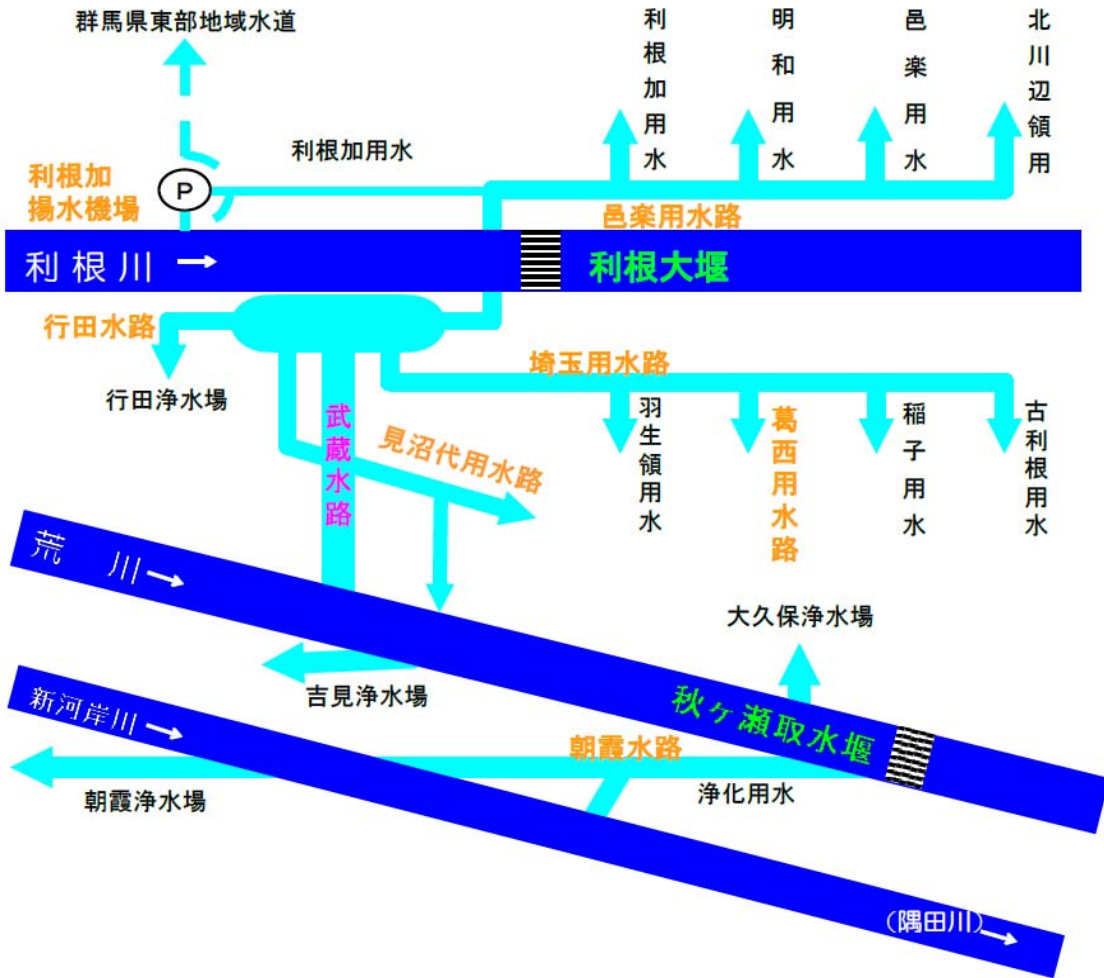 群馬県東部地域水道
利根加用水
明和用水
邑楽用水
北川辺領用
利根加用水
利根加
揚水機場
P
邑楽用水路
利根川
利根大堰
行田水路
行田浄水場
埼玉用水路
武蔵水路
見沼代用水路
羽生領用水
葛西用水路
稲子用水
古利根用水
荒川
大久保浄水場
吉見浄水場
新河岸川
秋ヶ瀬取水堰
朝霞水路
朝霞浄水場
浄化用水
(隅田川)